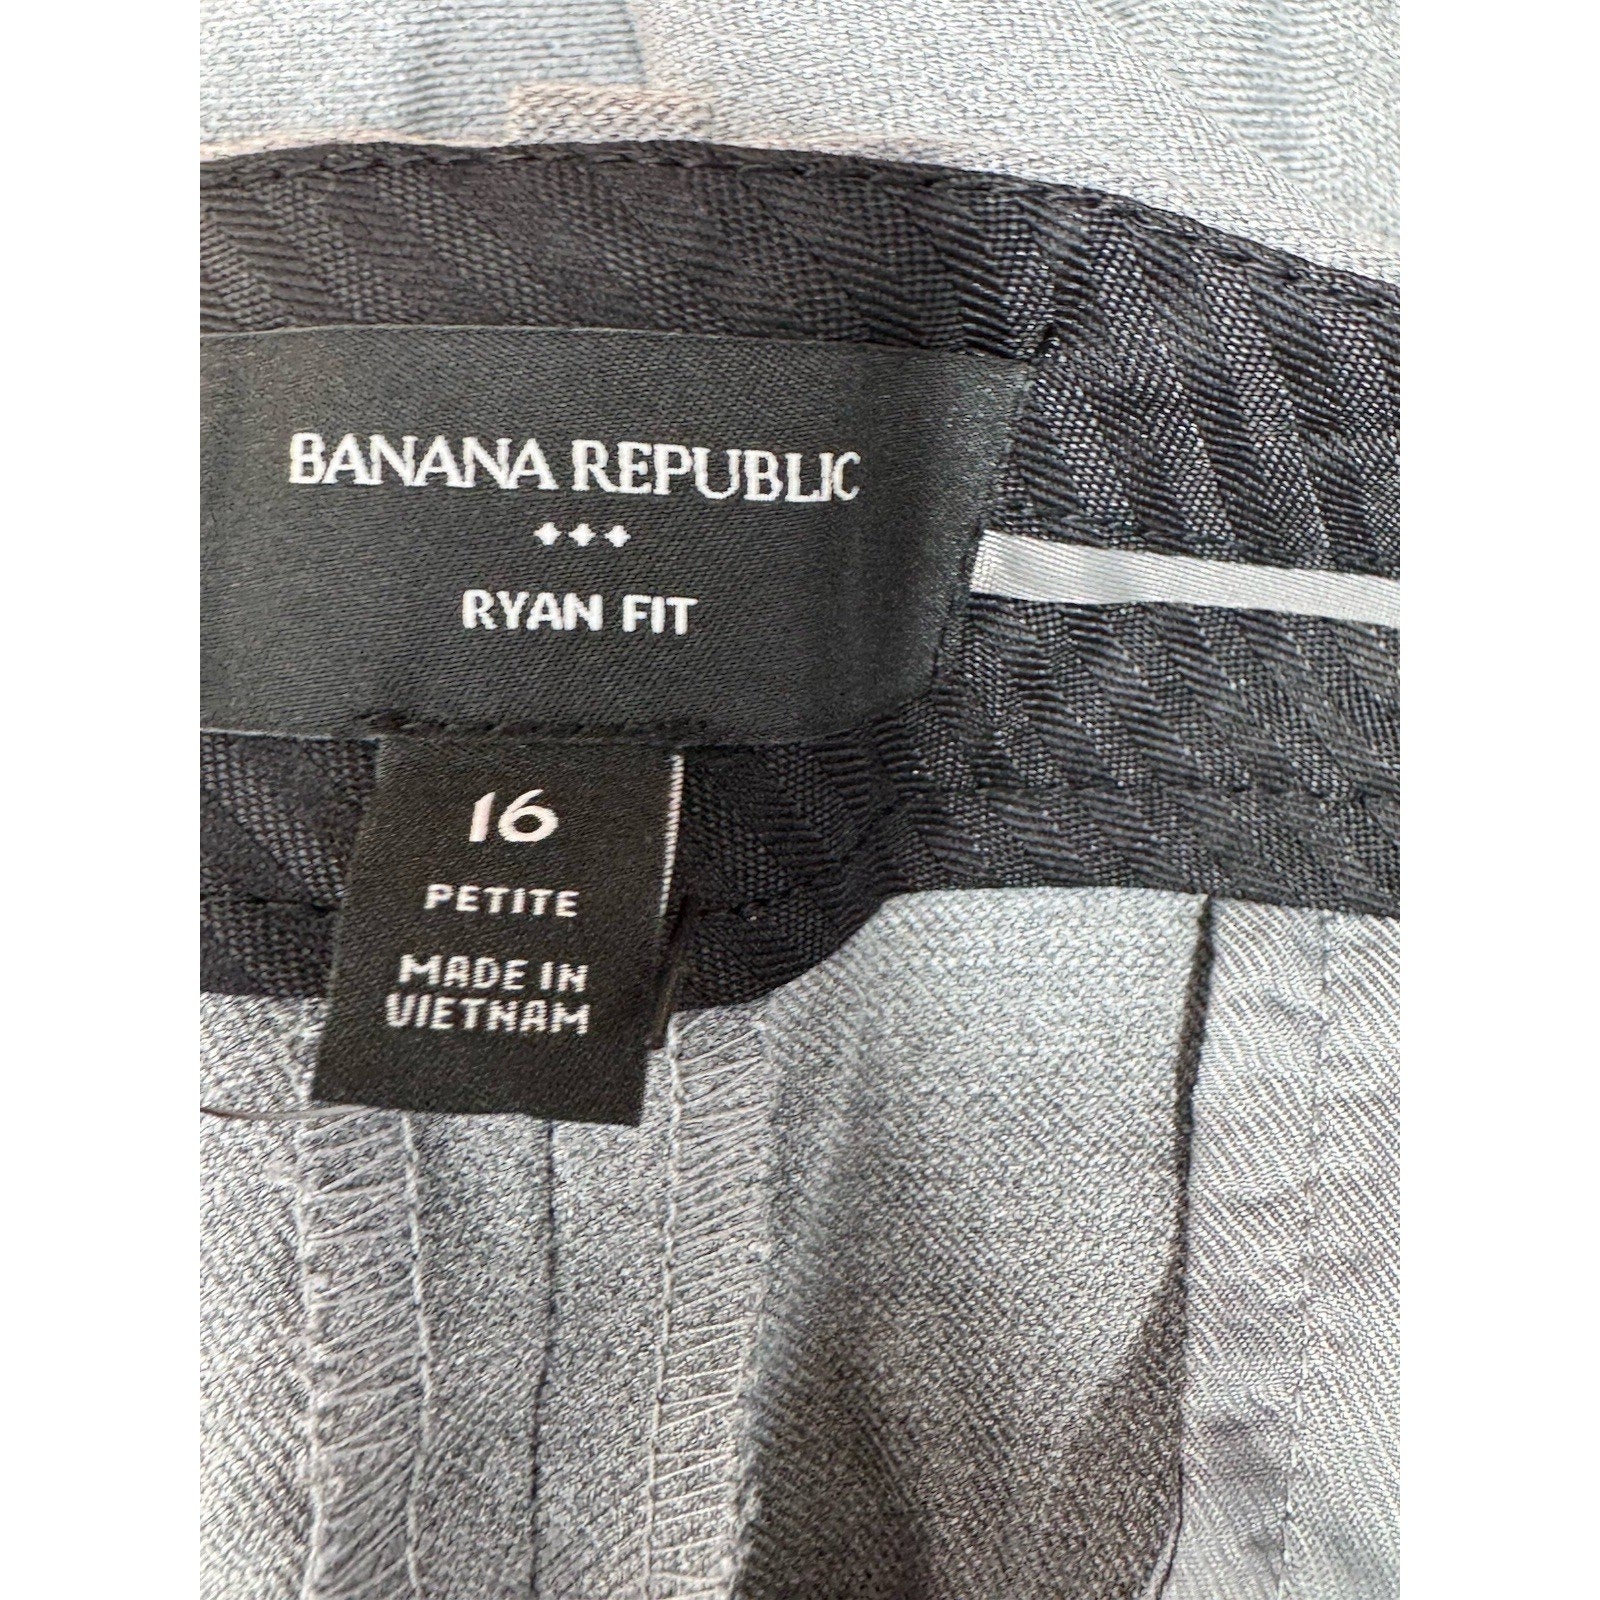 BANANA REPUBLIC
RYAN FIT
16
PETITE
MADE IN
VIETNAM